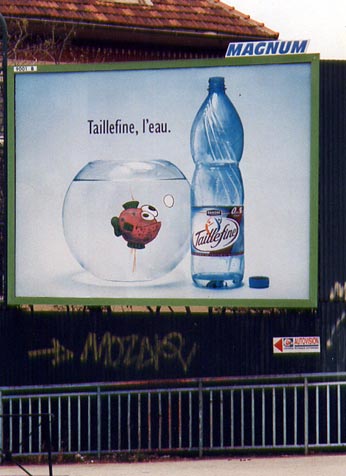 MAGNUM
Taillefine, l'eau.
Taillefine
AUTOVISION